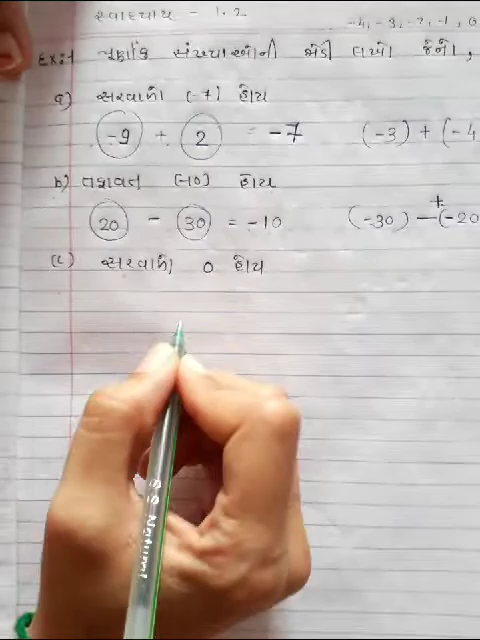 સ્વાધ્યાય - 1.2
-4, -3, -2, -1, 0
Ex:1 પૂર્ણાંક સંખ્યાઓની જોડી લખો જેનો,
a) સરવાળો (-7) હોય
-9 + 2 = -7 (-3) + (-4
b) તફાવત (-10) હોય
20 - 30 = -10 (-30) - (-20
+
(c) સરવાળો 0 હોય
Natural